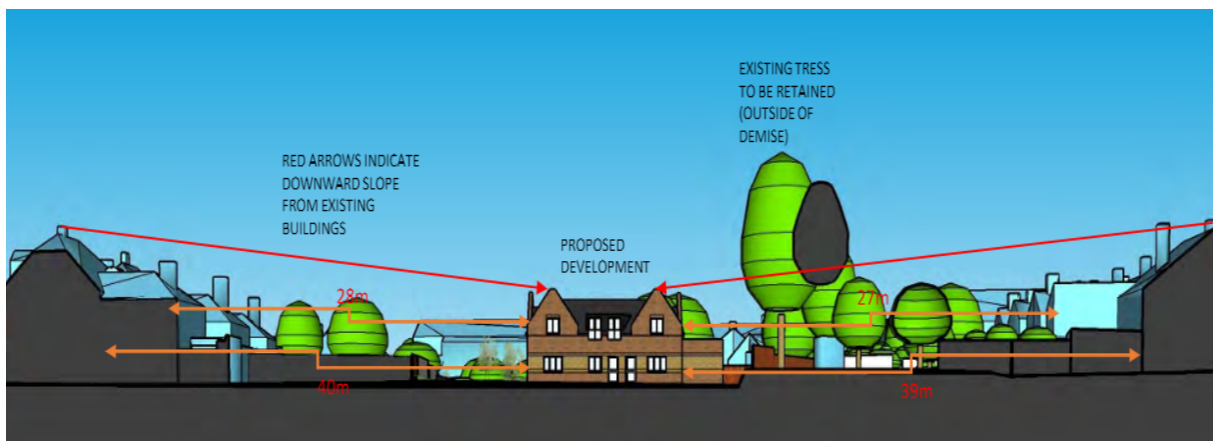 EXISTING TRESS
TO BE RETAINED
(OUTSIDE OF
DEMISE)
RED ARROWS INDICATE
DOWNWARD SLOPE
FROM EXISTING
BUILDINGS
PROPOSED
DEVELOPMENT
28m
27m
40m
39m